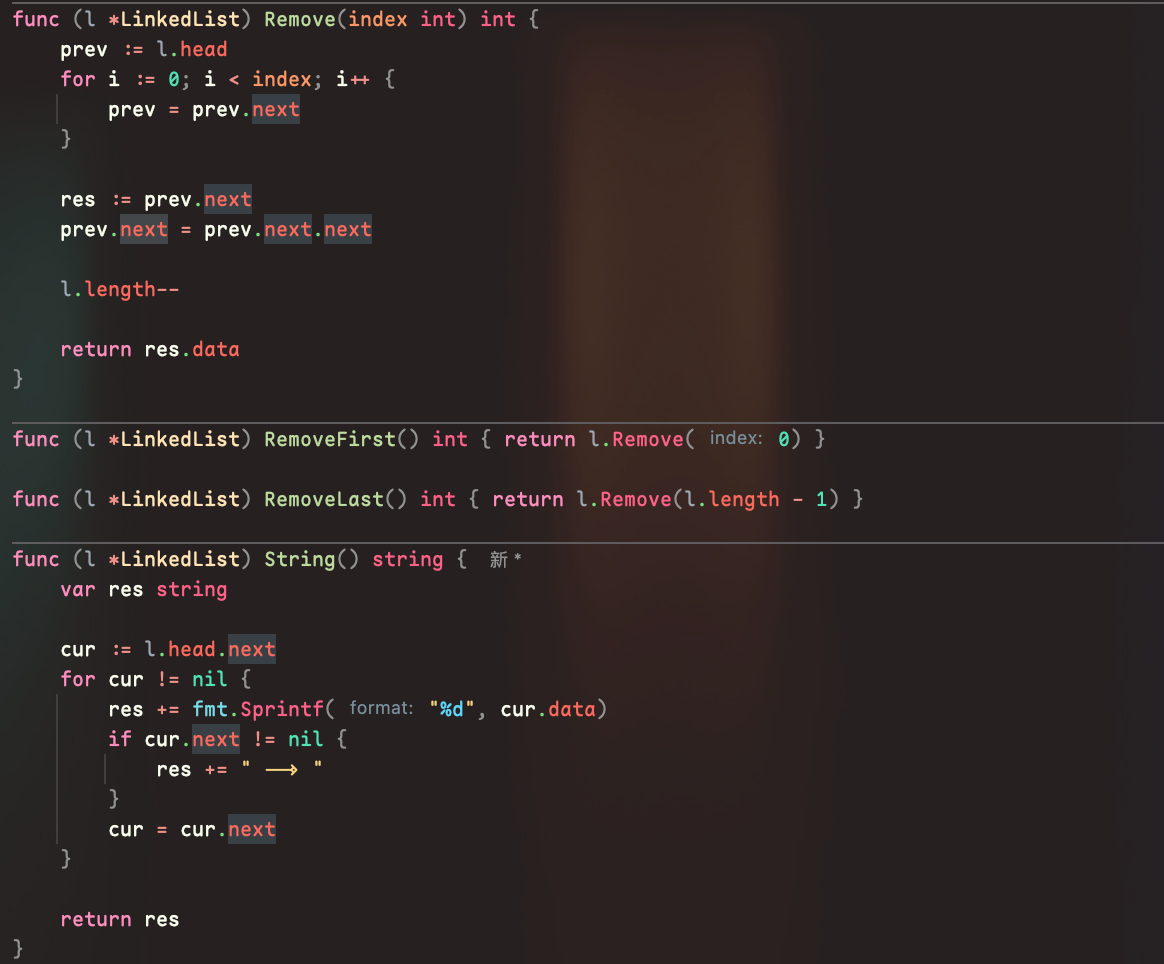 func (l *LinkedList) Remove(index int) int {
    prev := l.head
    for i := 0; i < index; i++ {
        prev = prev.next
    }

    res := prev.next
    prev.next = prev.next.next

    l.length--

    return res.data
}

func (l *LinkedList) RemoveFirst() int { return l.Remove( index: 0) }

func (l *LinkedList) RemoveLast() int { return l.Remove(l.length - 1) }

func (l *LinkedList) String() string {  新 *
    var res string

    cur := l.head.next
    for cur != nil {
        res += fmt.Sprintf( format: "%d", cur.data)
        if cur.next != nil {
            res += " --> "
        }
        cur = cur.next
    }

    return res
}